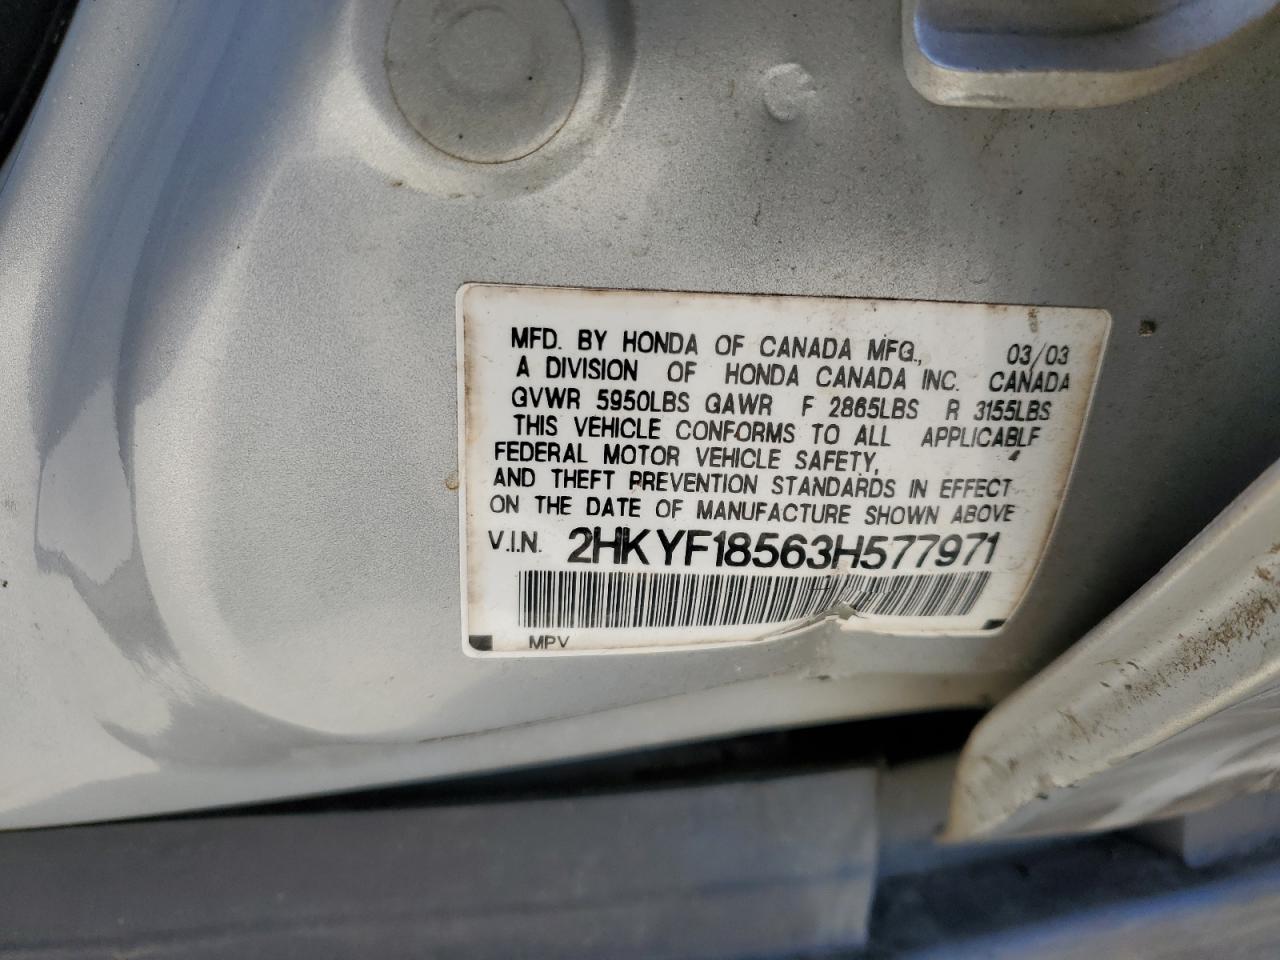 MFD. BY HONDA OF CANADA MFG., 03/03
A DIVISION OF HONDA CANADA INC. CANADA
GVWR 5950LBS GAWR F 2865LBS R 3155LBS
THIS VEHICLE CONFORMS TO ALL APPLICABLE
FEDERAL MOTOR VEHICLE SAFETY,
AND THEFT PREVENTION STANDARDS IN EFFECT
ON THE DATE OF MANUFACTURE SHOWN ABOVE
V.I.N. 2HKYF18563H577971
MPV